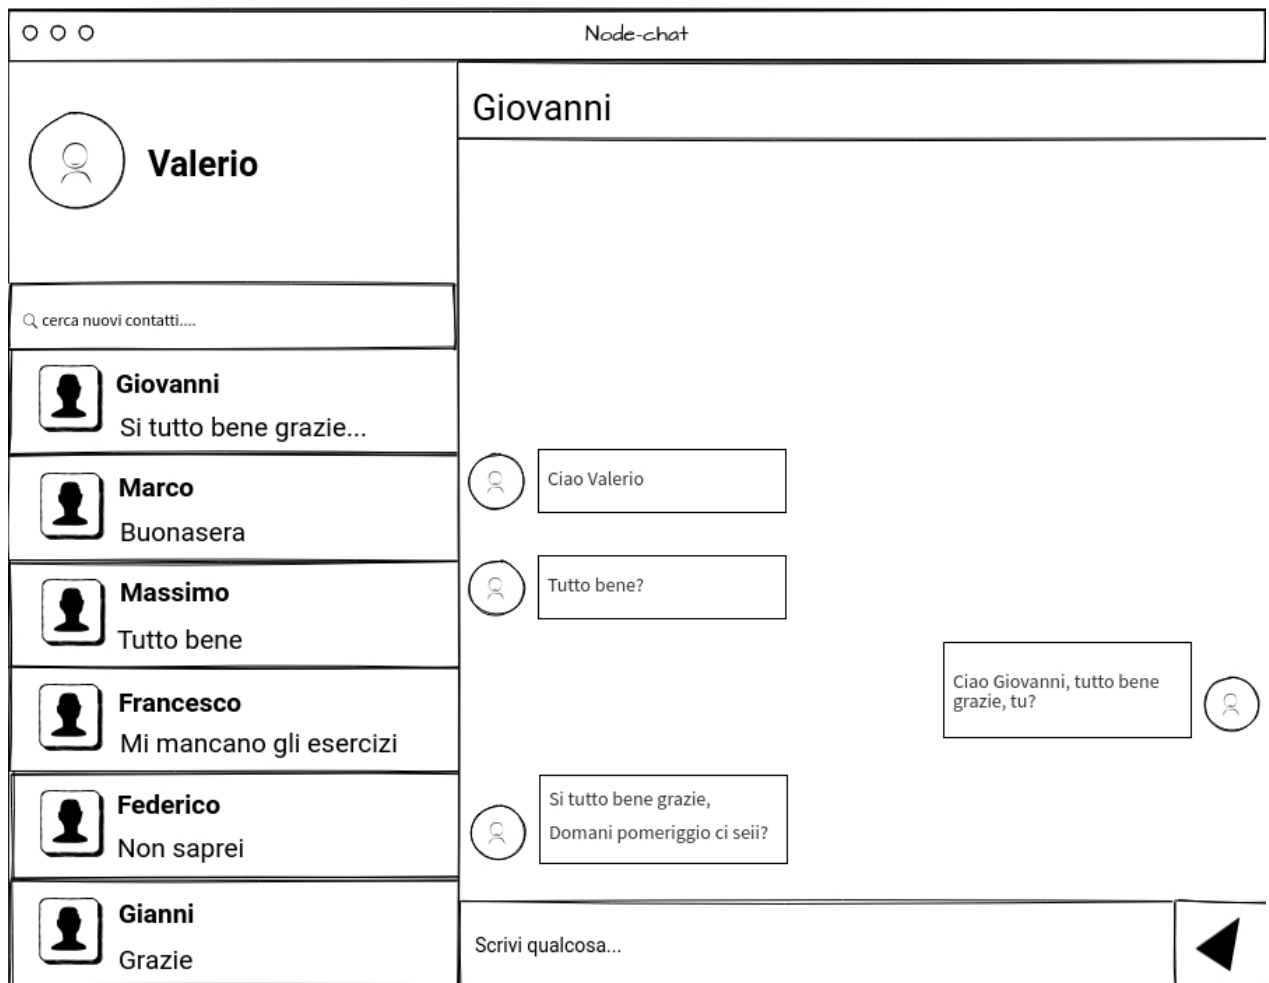 Node-chat
Valerio
cerca nuovi contatti....
Giovanni
Si tutto bene grazie...
Marco
Buonasera
Massimo
Tutto bene
Francesco
Mi mancano gli esercizi
Federico
Non saprei
Gianni
Grazie
Giovanni
Ciao Valerio
Tutto bene?
Ciao Giovanni, tutto bene
grazie, tu?
Si tutto bene grazie,
Domani pomeriggio ci seii?
Scrivi qualcosa...